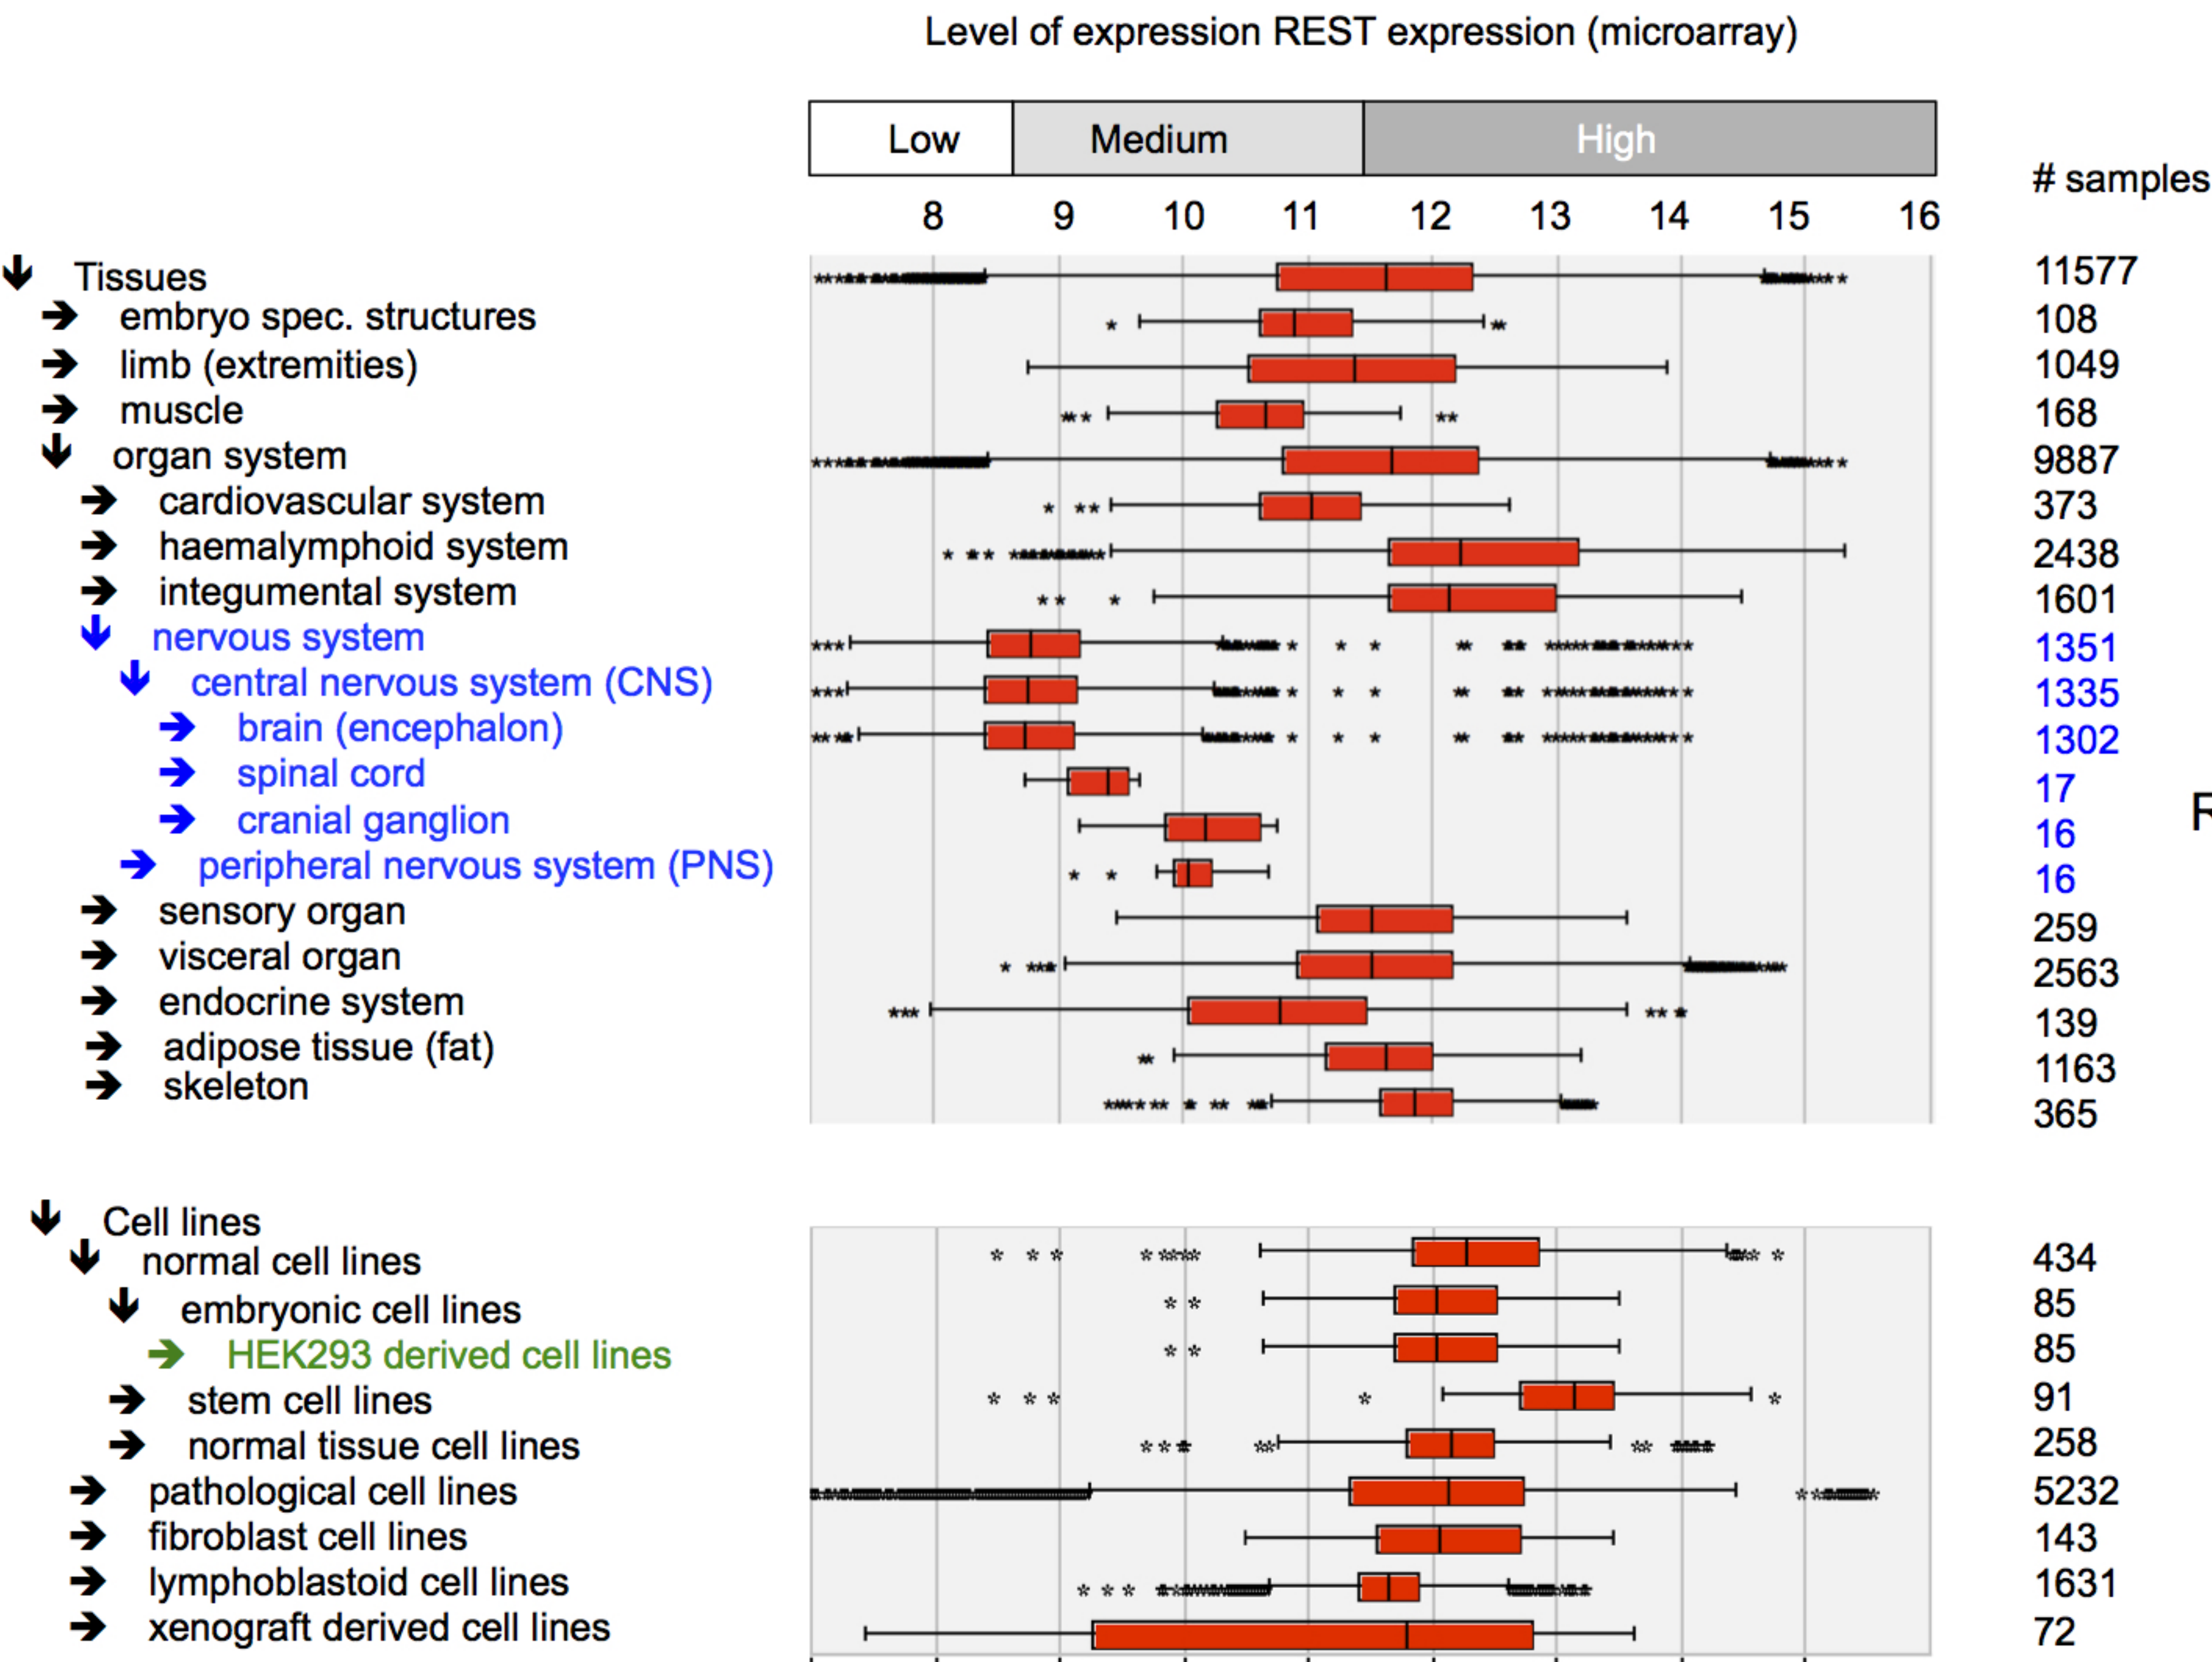 Level of expression REST expression (microarray)
Low Medium High
# samples
8 9 10 11 12 13 14 15 16
Tissues 11577
embryo spec. structures 108
limb (extremities) 1049
muscle 168
organ system 9887
cardiovascular system 373
haemalymphoid system 2438
integumental system 1601
nervous system 1351
central nervous system (CNS) 1335
brain (encephalon) 1302
spinal cord 17
cranial ganglion 16
peripheral nervous system (PNS) 16
sensory organ 259
visceral organ 2563
endocrine system 139
adipose tissue (fat) 1163
skeleton 365
Cell lines
normal cell lines 434
embryonic cell lines 85
HEK293 derived cell lines 85
stem cell lines 91
normal tissue cell lines 258
pathological cell lines 5232
fibroblast cell lines 143
lymphoblastoid cell lines 1631
xenograft derived cell lines 72